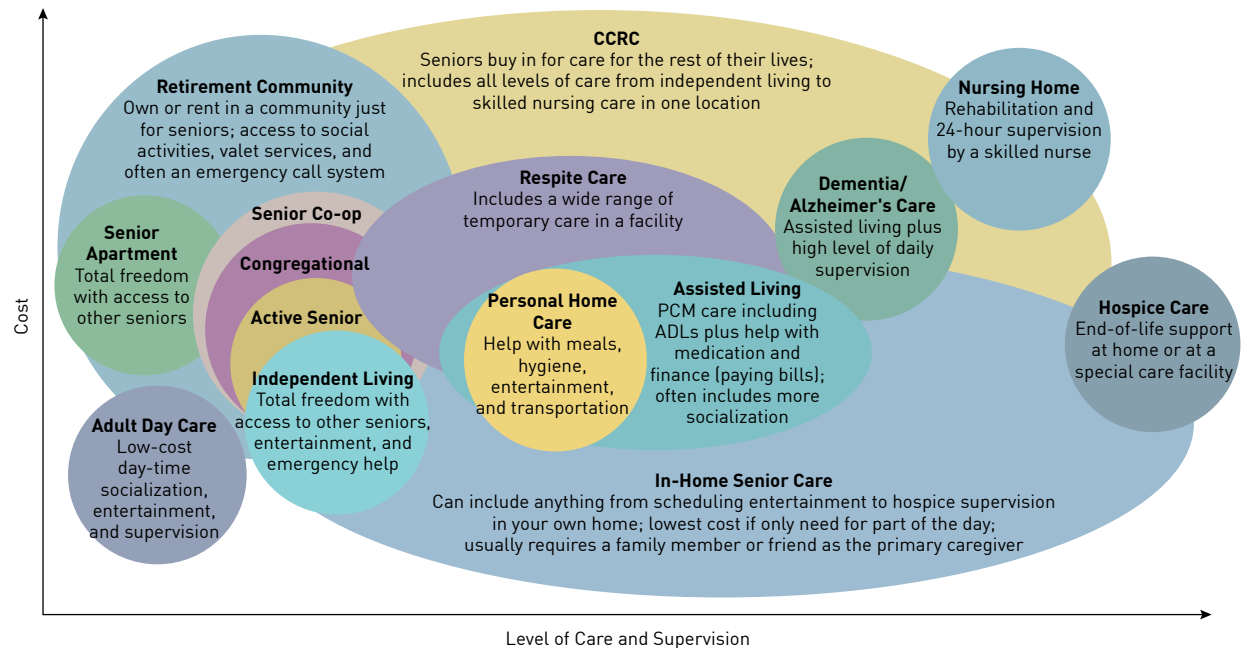 CCRC
Seniors buy in for care for the rest of their lives;
includes all levels of care from independent living to
skilled nursing care in one location
Retirement Community
Own or rent in a community just
for seniors; access to social
activities, valet services, and
often an emergency call system
Nursing Home
Rehabilitation and
24-hour supervision
by a skilled nurse
Respite Care
Includes a wide range of
temporary care in a facility
Dementia/
Alzheimer's Care
Assisted living plus
high level of daily
supervision
Senior
Apartment
Total freedom
with access to
other seniors
Senior Co-op
Congregational
Active Senior
Independent Living
Total freedom with
access to other seniors,
entertainment, and
emergency help
Personal Home
Care
Help with meals,
hygiene,
entertainment,
and transportation
Assisted Living
PCM care including
ADLs plus help with
medication and
finance (paying bills);
often includes more
socialization
Hospice Care
End-of-life support
at home or at a
special care facility
Adult Day Care
Low-cost
day-time
socialization,
entertainment,
and supervision
In-Home Senior Care
Can include anything from scheduling entertainment to hospice supervision
in your own home; lowest cost if only need for part of the day;
usually requires a family member or friend as the primary caregiver
Cost
Level of Care and Supervision